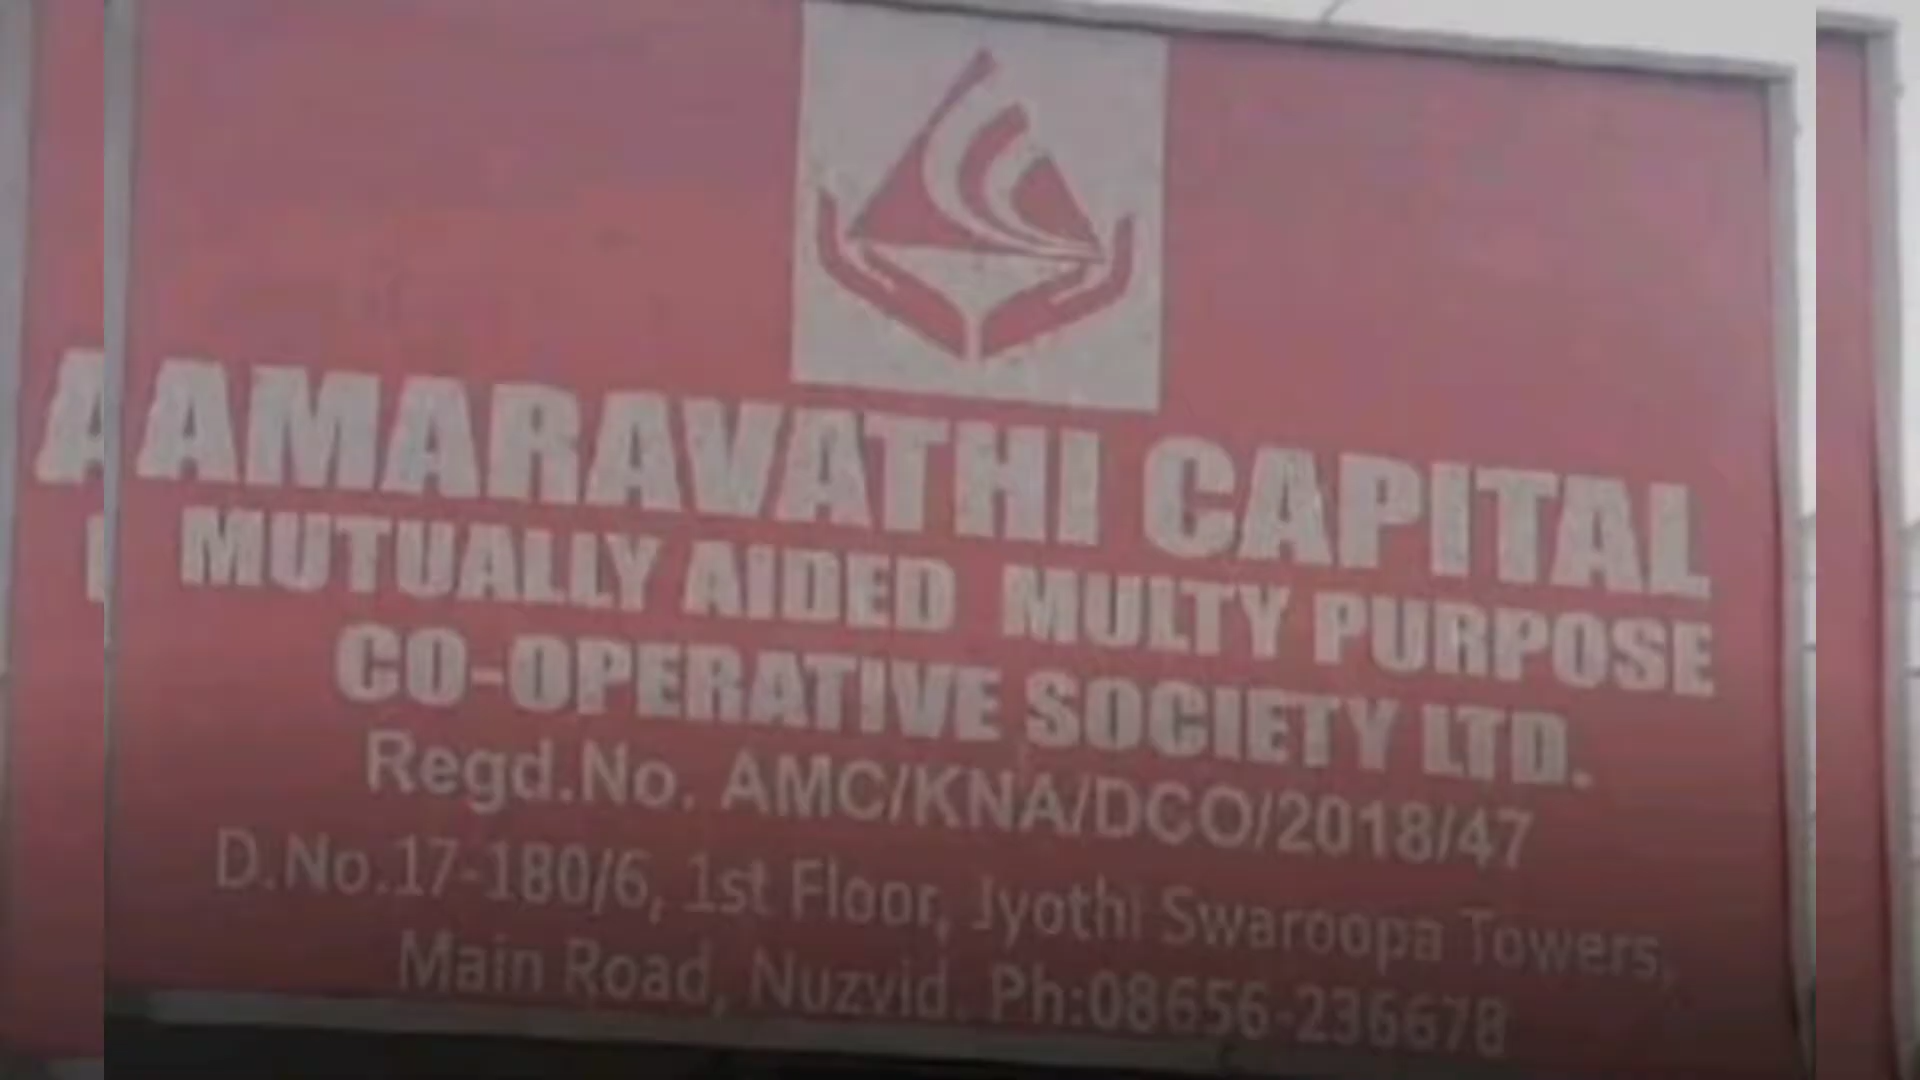 AAMARAVATHI CAPITAL
MUTUALLY AIDED MULTY PURPOSE
CO-OPERATIVE SOCIETY LTD.
Regd.No. AMC/KNA/DCO/2018/47
D.No.17-180/6, 1st Floor, Jyothi Swaroopa Towers,
Main Road, Nuzvid. Ph:08656-236678